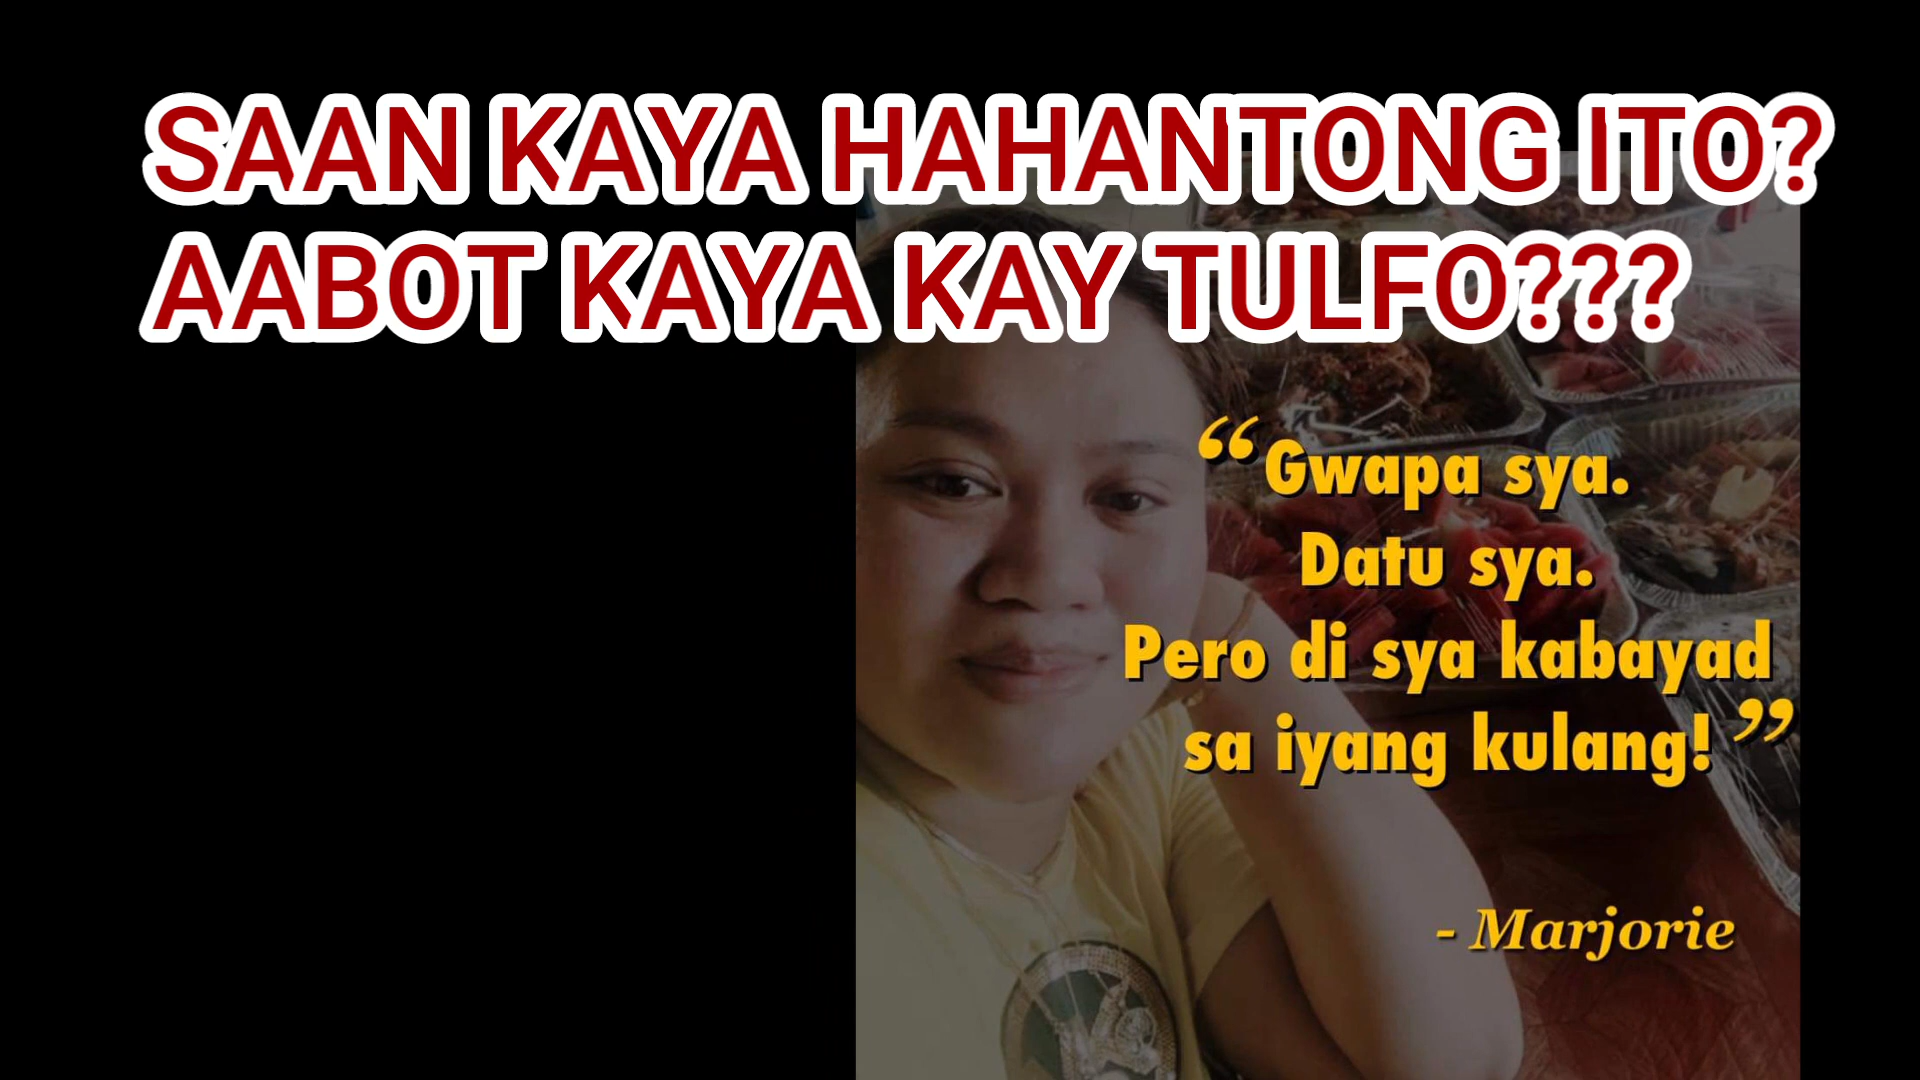 SAAN KAYA HAHANTONG ITO?
AABOT KAYA KAY TULFO???
“Gwapa sya.
Datu sya.
Pero di sya kabayad
sa iyang kulang!”
- Marjorie